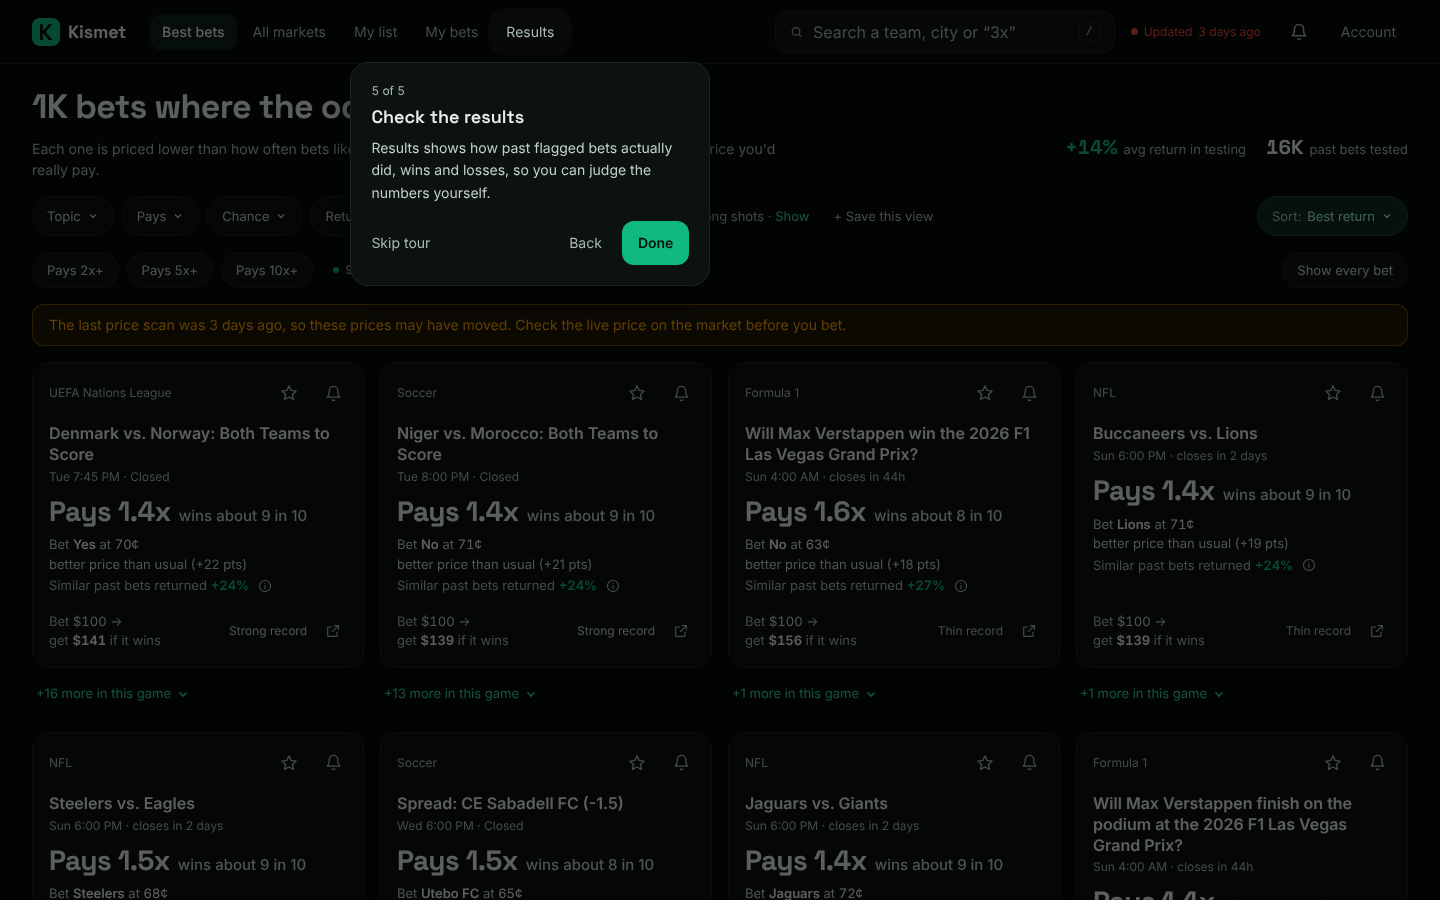 K Kismet
Best bets
All markets
My list
My bets
Results
Search a team, city or “3x”
/
Updated 3 days ago
Account
5 of 5
Check the results
Results shows how past flagged bets actually
did, wins and losses, so you can judge the
numbers yourself.
Skip tour
Back
Done
1K bets where the
Each one is priced lower than how often bets
rice you'd
really pay.
+14% avg return in testing
16K past bets tested
Topic
Pays
Chance
ong shots · Show
+ Save this view
Sort: Best return
Pays 2x+
Pays 5x+
Pays 10x+
Show every bet
The last price scan was 3 days ago, so these prices may have moved. Check the live price on the market before you bet.
UEFA Nations League
Denmark vs. Norway: Both Teams to
Score
Tue 7:45 PM · Closed
Pays 1.4x wins about 9 in 10
Bet Yes at 70¢
better price than usual (+22 pts)
Similar past bets returned +24%
Bet $100 →
get $141 if it wins
Strong record
+16 more in this game
Soccer
Niger vs. Morocco: Both Teams to
Score
Tue 8:00 PM · Closed
Pays 1.4x wins about 9 in 10
Bet No at 71¢
better price than usual (+21 pts)
Similar past bets returned +24%
Bet $100 →
get $139 if it wins
Strong record
+13 more in this game
Formula 1
Will Max Verstappen win the 2026 F1
Las Vegas Grand Prix?
Sun 4:00 AM · closes in 44h
Pays 1.6x wins about 8 in 10
Bet No at 63¢
better price than usual (+18 pts)
Similar past bets returned +27%
Bet $100 →
get $156 if it wins
Thin record
+1 more in this game
NFL
Buccaneers vs. Lions
Sun 6:00 PM · closes in 2 days
Pays 1.4x wins about 9 in 10
Bet Lions at 71¢
better price than usual (+19 pts)
Similar past bets returned +24%
Bet $100 →
get $139 if it wins
Thin record
+1 more in this game
NFL
Steelers vs. Eagles
Sun 6:00 PM · closes in 2 days
Pays 1.5x wins about 9 in 10
Bet Steelers at 68¢
Soccer
Spread: CE Sabadell FC (-1.5)
Wed 6:00 PM · Closed
Pays 1.5x wins about 8 in 10
Bet Utebo FC at 65¢
NFL
Jaguars vs. Giants
Sun 6:00 PM · closes in 2 days
Pays 1.4x wins about 9 in 10
Bet Jaguars at 72¢
Formula 1
Will Max Verstappen finish on the
podium at the 2026 F1 Las Vegas
Grand Prix?
Sun 4:00 AM · closes in 44h